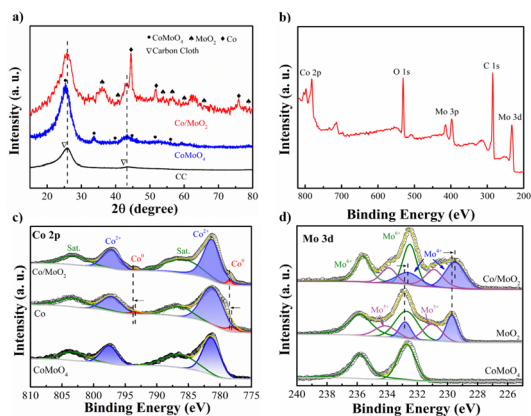 a)
● CoMoO₄ ♠ MoO₂ ◆ Co
▽ Carbon Cloth
Co/MoO₂
CoMoO₄
CC
Intensity (a. u.)
20 30 40 50 60 70 80
2θ (degree)
b)
Co 2p
O 1s
Mo 3p
C 1s
Mo 3d
Intensity (a. u.)
800 700 600 500 400 300 200
Binding Energy (eV)
c)
Co 2p
Sat. Co²⁺ Co⁰ Sat. Co²⁺ Co⁰
Co/MoO₂
Co
CoMoO₄
Intensity (a. u.)
810 805 800 795 790 785 780 775
Binding Energy (eV)
d)
Mo 3d
Mo⁶⁺ Mo⁴⁺
Co/MoO₂
Mo⁵⁺ Mo⁵⁺
MoO₂
CoMoO₄
Intensity (a. u.)
240 238 236 234 232 230 228 226
Binding Energy (eV)